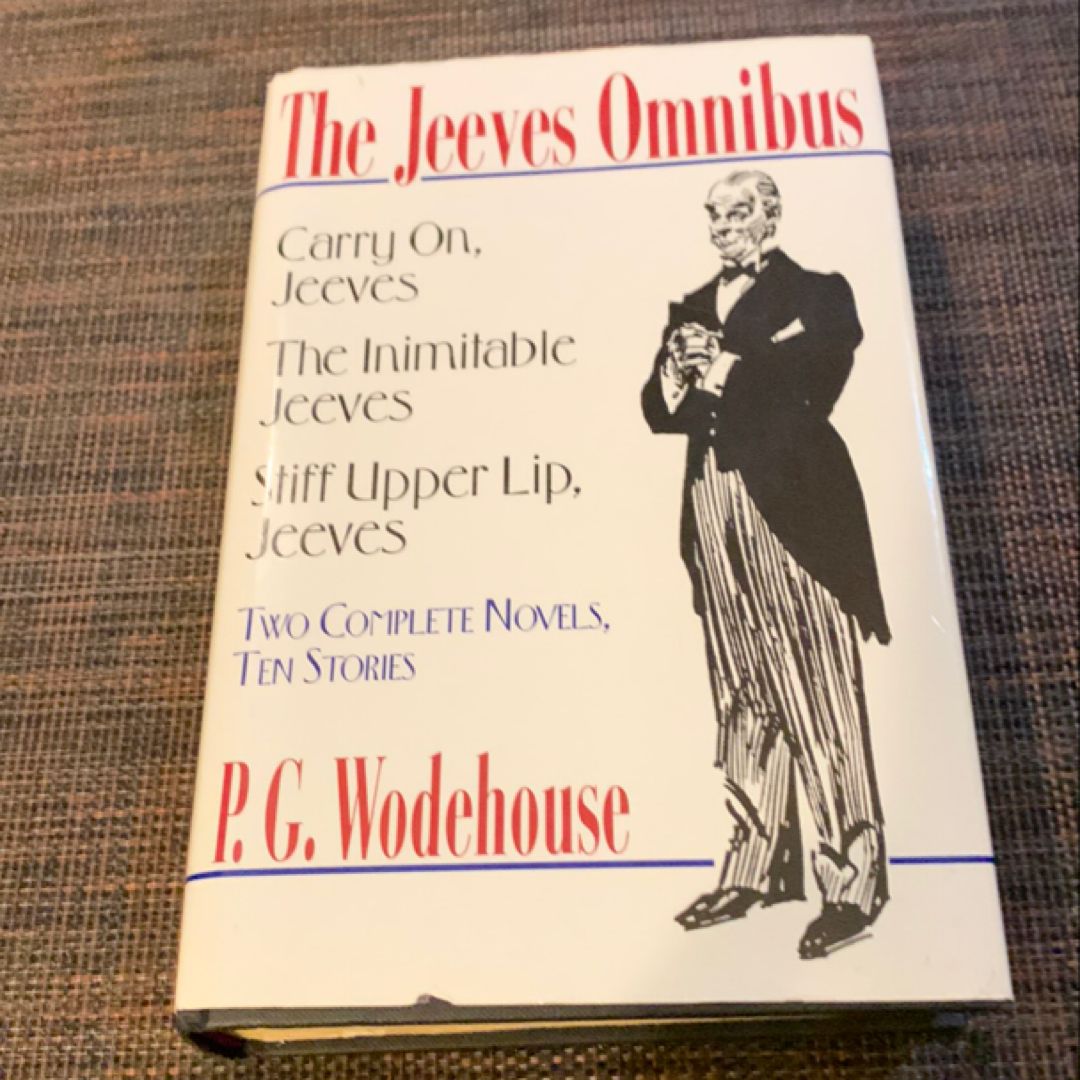 The Jeeves Omnibus
Carry On,
Jeeves
The Inimitable
Jeeves
Stiff Upper Lip,
Jeeves
Two Complete Novels,
Ten Stories
P. G. Wodehouse